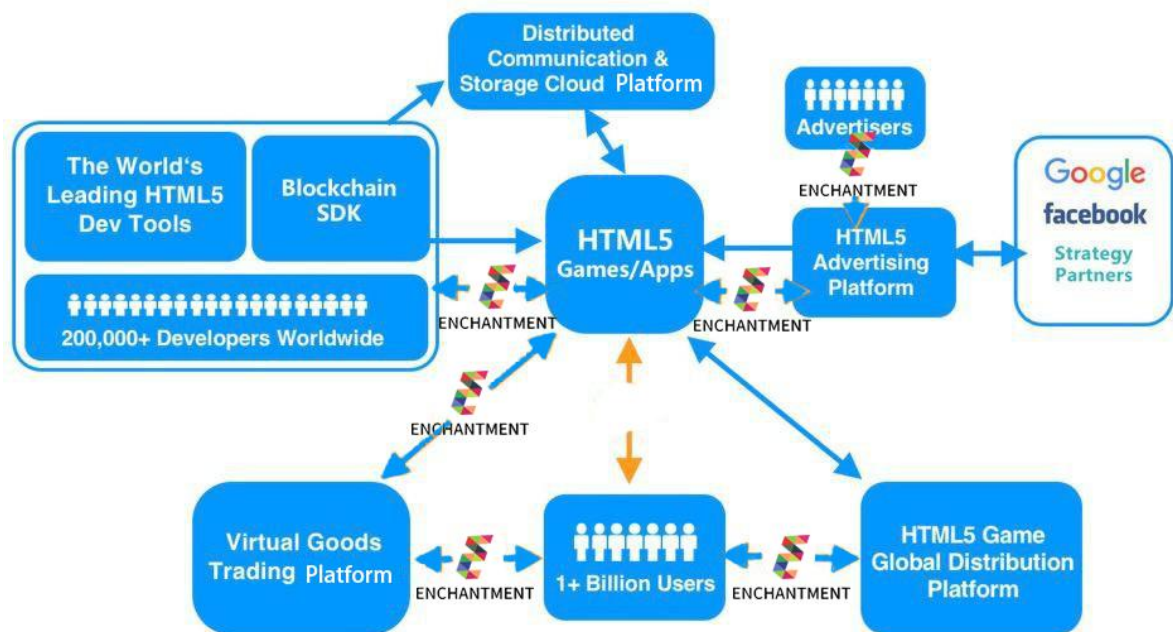 Distributed
Communication &
Storage Cloud Platform
Advertisers
ENCHANTMENT
The World's
Leading HTML5
Dev Tools
Blockchain
SDK
200,000+ Developers Worldwide
ENCHANTMENT
HTML5
Games/Apps
ENCHANTMENT
HTML5
Advertising
Platform
Google
facebook
Strategy
Partners
ENCHANTMENT
Virtual Goods
Trading Platform
ENCHANTMENT
1+ Billion Users
ENCHANTMENT
HTML5 Game
Global Distribution
Platform